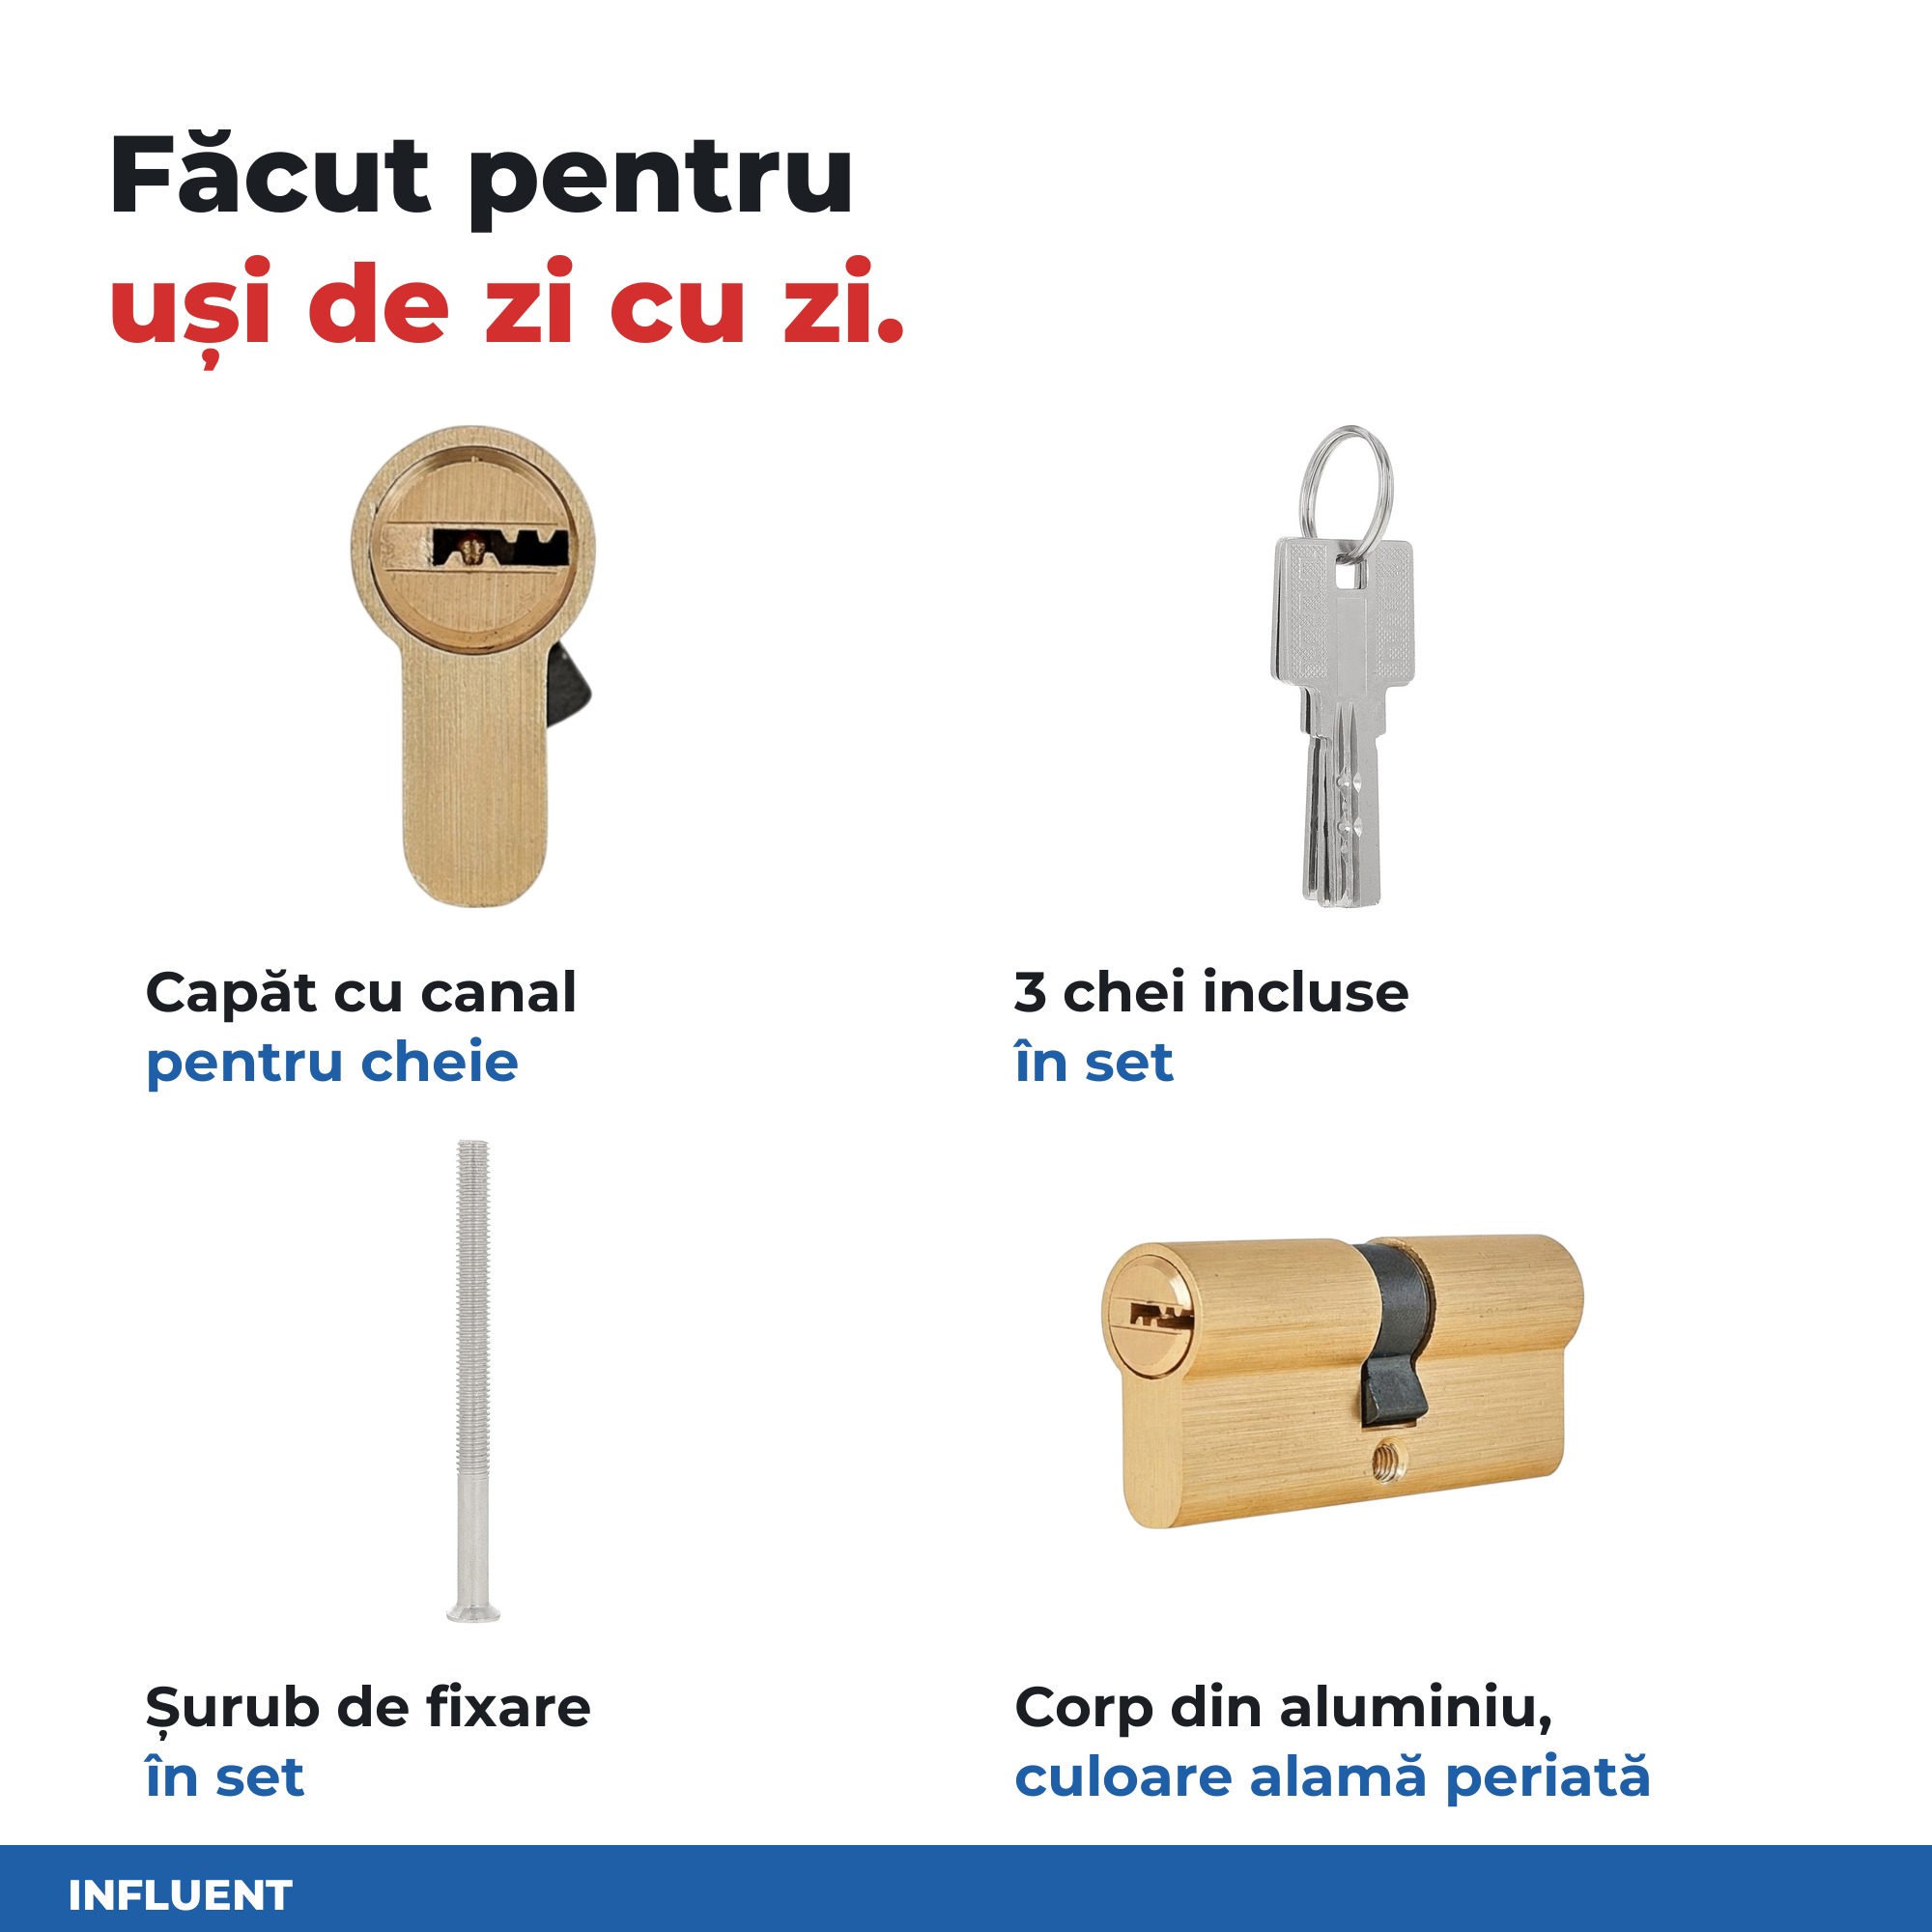 Făcut pentru
uși de zi cu zi.
Capăt cu canal
pentru cheie
3 chei incluse
în set
Șurub de fixare
în set
Corp din aluminiu,
culoare alamă periată
INFLUENT